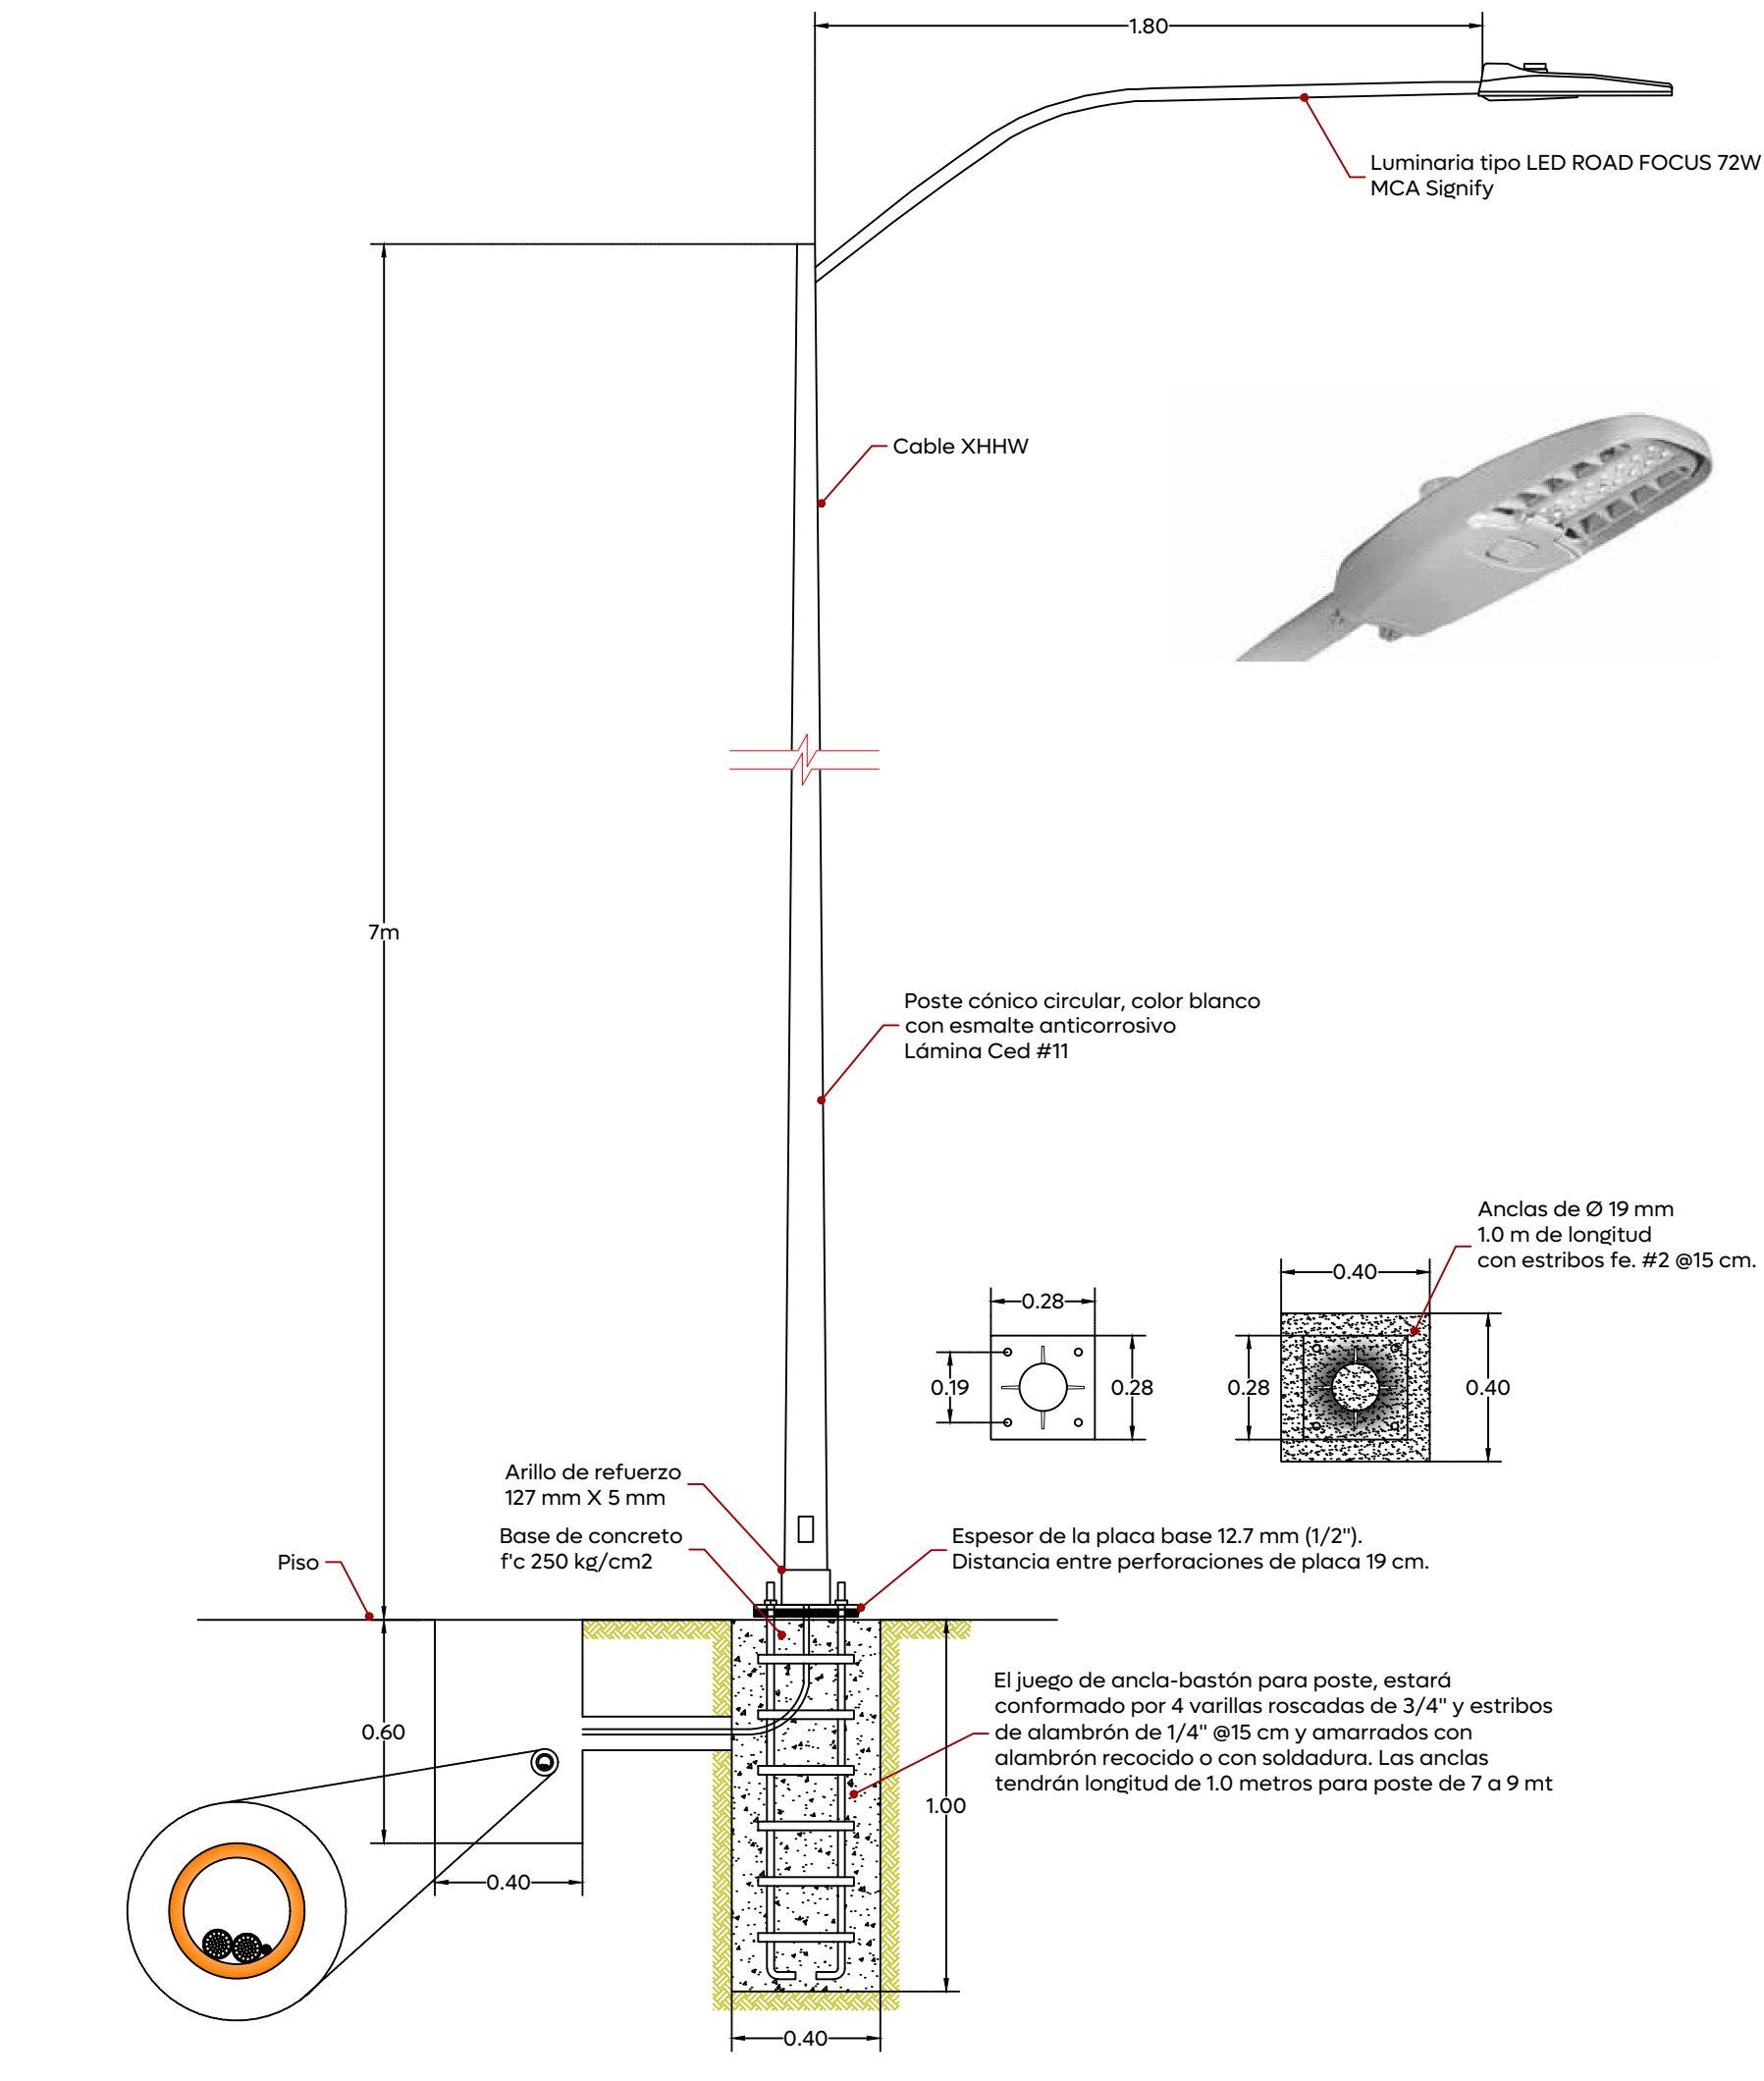 1.80
Luminaria tipo LED ROAD FOCUS 72W
MCA Signify
Cable XHHW
7m
Poste cónico circular, color blanco
con esmalte anticorrosivo
Lámina Ced #11
Anclas de Ø 19 mm
1.0 m de longitud
con estribos fe. #2 @15 cm.
0.28
0.19
0.28
0.40
0.28
0.40
Arillo de refuerzo
127 mm X 5 mm
Base de concreto
f'c 250 kg/cm2
Piso
Espesor de la placa base 12.7 mm (1/2").
Distancia entre perforaciones de placa 19 cm.
El juego de ancla-bastón para poste, estará
conformado por 4 varillas roscadas de 3/4" y estribos
de alambrón de 1/4" @15 cm y amarrados con
alambrón recocido o con soldadura. Las anclas
tendrán longitud de 1.0 metros para poste de 7 a 9 mt
0.60
1.00
0.40
0.40